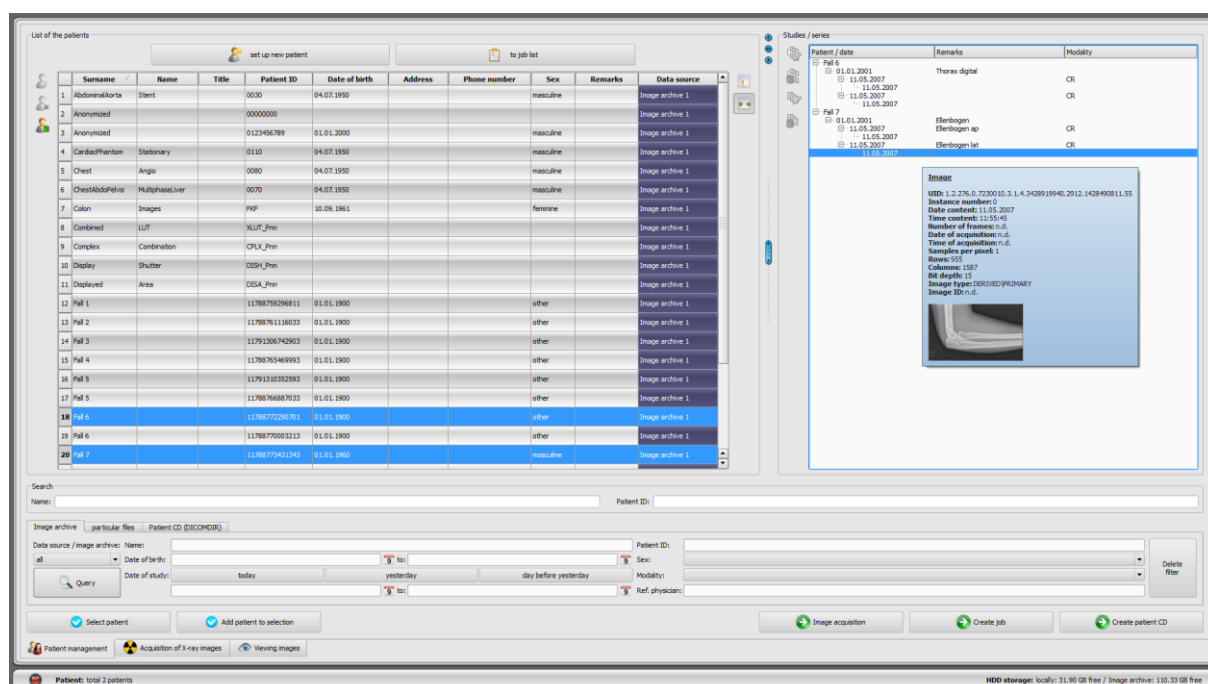 List of the patients
set up new patient
to job list
Surname Name Title Patient ID Date of birth Address Phone number Sex Remarks Data source
1 AbdominalAorta Stent 0030 04.07.1950 masculine Image archive 1
2 Anonymized 00000000 Image archive 1
3 Anonymized 0123456789 01.01.2000 masculine Image archive 1
4 CardiacPhantom Stationary 0110 04.07.1950 masculine Image archive 1
5 Chest Angio 0080 04.07.1950 masculine Image archive 1
6 ChestAbdoPelvis MultiphaseLiver 0070 04.07.1950 masculine Image archive 1
7 Colon Images FKF 10.09.1961 feminine Image archive 1
8 Combined LUT XLUT_Pnn Image archive 1
9 Complex Combination CPLX_Pnn Image archive 1
10 Display Shutter DISH_Pnn Image archive 1
11 Displayed Area DISA_Pnn Image archive 1
12 Fall 1 11788759296811 01.01.1900 other Image archive 1
13 Fall 2 11788761116033 01.01.1900 other Image archive 1
14 Fall 3 11791306742903 01.01.1900 other Image archive 1
15 Fall 4 11788765469993 01.01.1900 other Image archive 1
16 Fall 5 11791310352593 01.01.1900 other Image archive 1
17 Fall 5 11788766887033 01.01.1900 other Image archive 1
18 Fall 6 11788772290701 01.01.1900 other Image archive 1
19 Fall 6 11788770003213 01.01.1900 other Image archive 1
20 Fall 7 11788773431343 01.01.1960 masculine Image archive 1
Studies / series
Patient / date Remarks Modality
Fall 6
01.01.2001 Thorax digital
11.05.2007 CR
11.05.2007
11.05.2007 CR
11.05.2007
Fall 7
01.01.2001 Ellenbogen
11.05.2007 Ellenbogen ap CR
11.05.2007
11.05.2007 Ellenbogen lat CR
11.05.2007
Image
UID: 1.2.276.0.7230010.3.1.4.3428919940.2912.1428490811.55
Instance number: 0
Date content: 11.05.2007
Time content: 11:55:45
Number of frames: n.d.
Date of acquisition: n.d.
Time of acquisition: n.d.
Samples per pixel: 1
Rows: 955
Columns: 1587
Bit depth: 15
Image type: DERIVED\PRIMARY
Image ID: n.d.
Search
Name: Patient ID:
Image archive particular files Patient CD (DICOMDIR)
Data source / image archive: Name: Patient ID:
all Date of birth: 9 to: 9 Sex:
Query Date of study: today yesterday day before yesterday Modality: Delete filter
9 to: 9 Ref. physician:
Select patient Add patient to selection Image acquisition Create job Create patient CD
Patient management Acquisition of X-ray images Viewing images
Patient: total 2 patients HDD storage: locally: 31.90 GB free / Image archive: 110.33 GB free